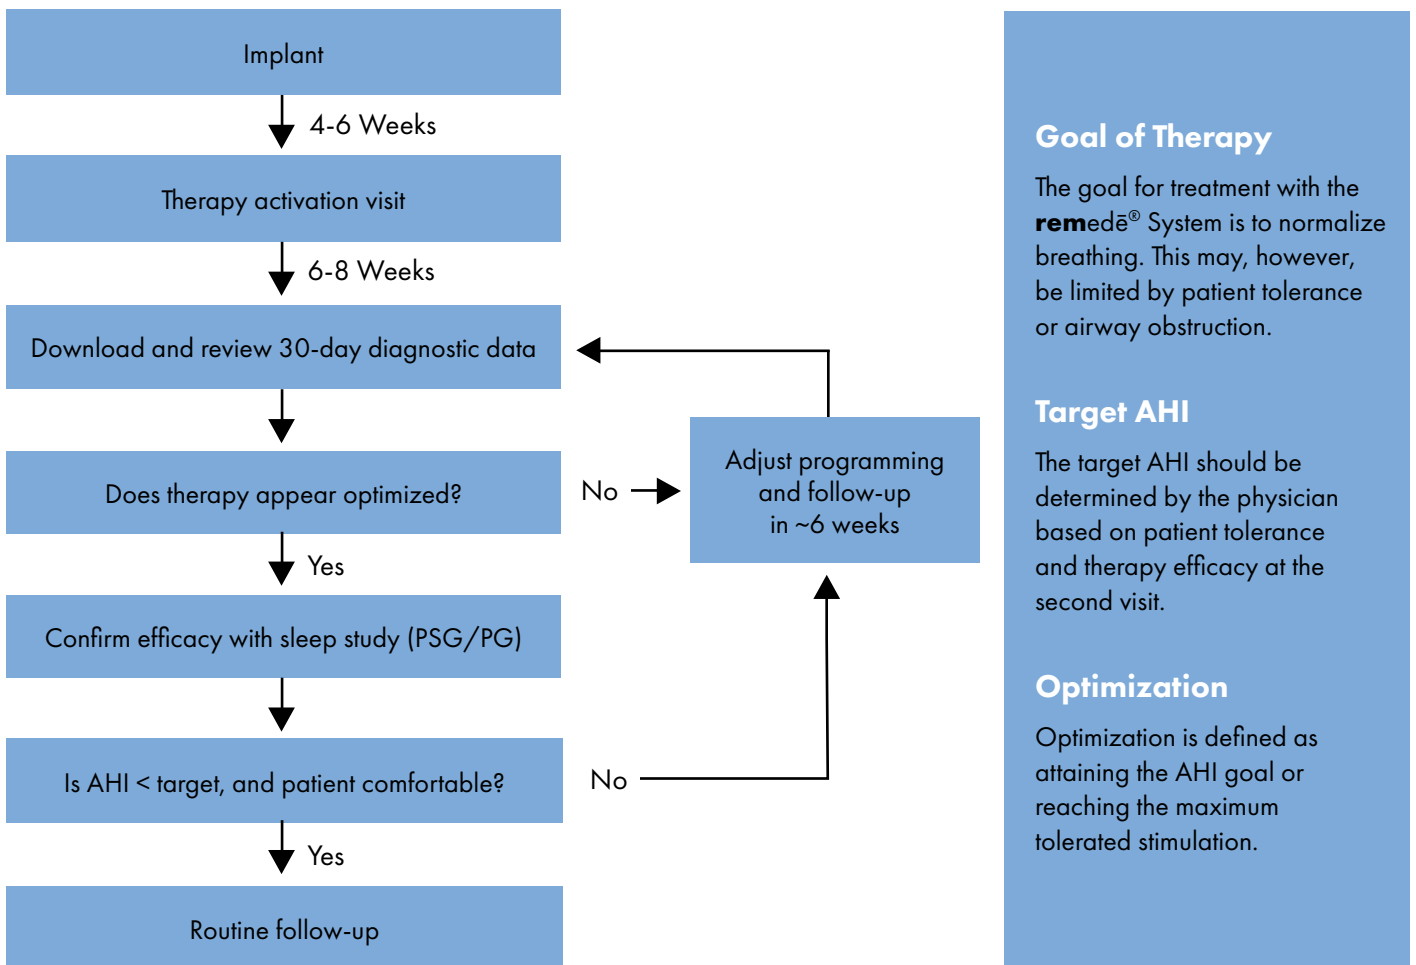 Implant
4-6 Weeks
Therapy activation visit
6-8 Weeks
Download and review 30-day diagnostic data
Does therapy appear optimized?
No
Adjust programming
and follow-up
in ~6 weeks
Yes
Confirm efficacy with sleep study (PSG/PG)
Is AHI < target, and patient comfortable?
No
Yes
Routine follow-up
Goal of Therapy
The goal for treatment with the
remedē® System is to normalize
breathing. This may, however,
be limited by patient tolerance
or airway obstruction.
Target AHI
The target AHI should be
determined by the physician
based on patient tolerance
and therapy efficacy at the
second visit.
Optimization
Optimization is defined as
attaining the AHI goal or
reaching the maximum
tolerated stimulation.